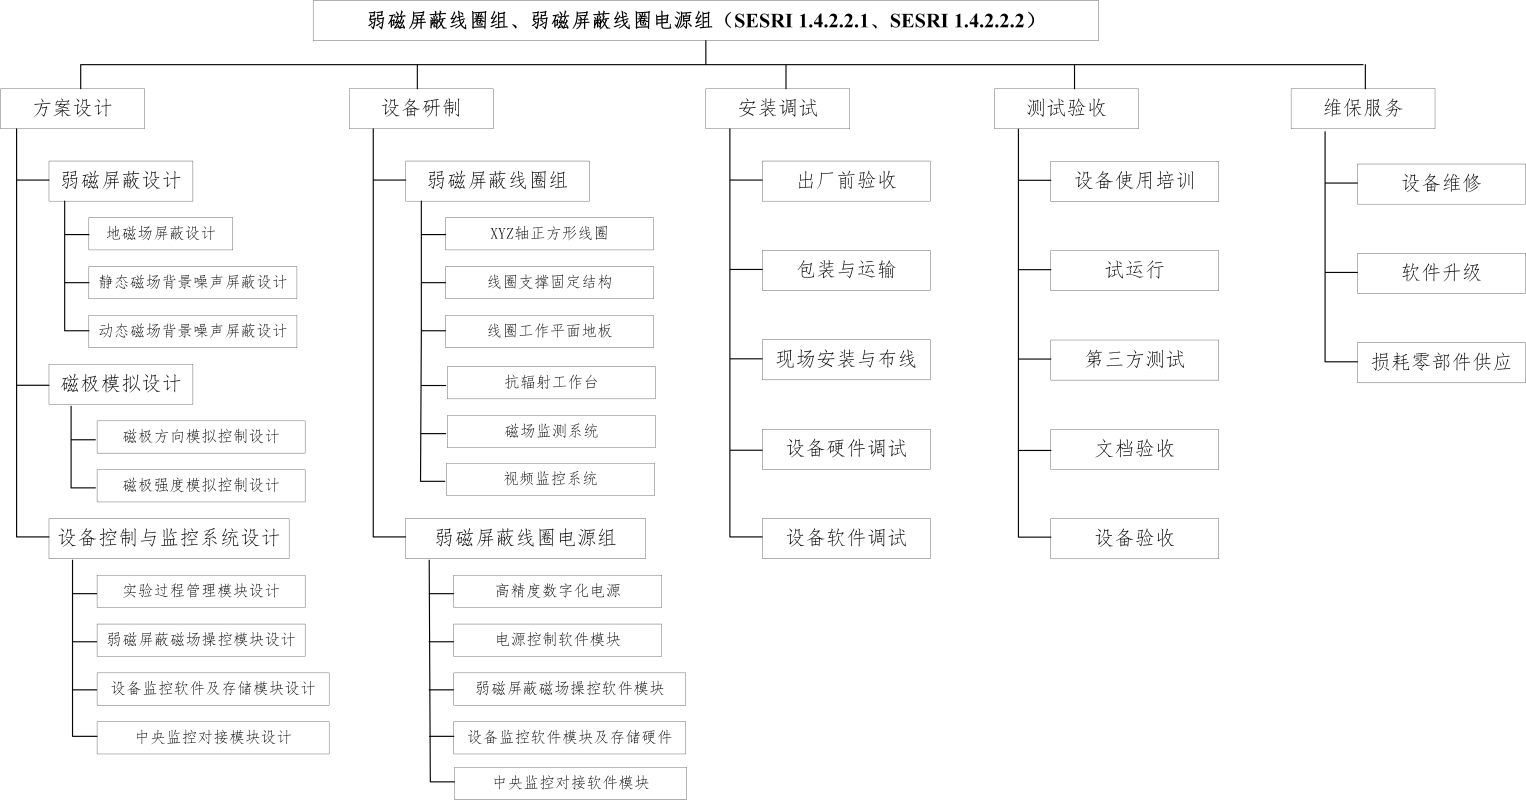 弱磁屏蔽线圈组、弱磁屏蔽线圈电源组（SESRI 1.4.2.2.1、SESRI 1.4.2.2.2）
方案设计
弱磁屏蔽设计
地磁场屏蔽设计
静态磁场背景噪声屏蔽设计
动态磁场背景噪声屏蔽设计
磁极模拟设计
磁极方向模拟控制设计
磁极强度模拟控制设计
设备控制与监控系统设计
实验过程管理模块设计
弱磁屏蔽磁场操控模块设计
设备监控软件及存储模块设计
中央监控对接模块设计
设备研制
弱磁屏蔽线圈组
XYZ轴正方形线圈
线圈支撑固定结构
线圈工作平面地板
抗辐射工作台
磁场监测系统
视频监控系统
弱磁屏蔽线圈电源组
高精度数字化电源
电源控制软件模块
弱磁屏蔽磁场操控软件模块
设备监控软件模块及存储硬件
中央监控对接软件模块
安装调试
出厂前验收
包装与运输
现场安装与布线
设备硬件调试
设备软件调试
测试验收
设备使用培训
试运行
第三方测试
文档验收
设备验收
维保服务
设备维修
软件升级
损耗零部件供应